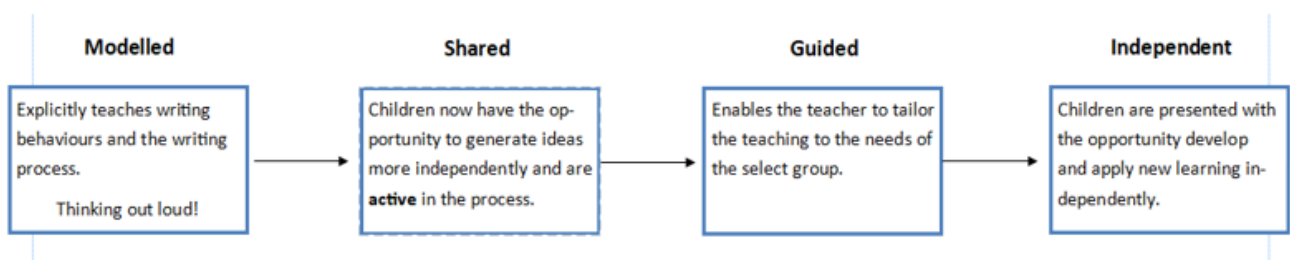 Modelled
Explicitly teaches writing
behaviours and the writing
process.
Thinking out loud!
Shared
Children now have the op-
portunity to generate ideas
more independently and are
active in the process.
Guided
Enables the teacher to tailor
the teaching to the needs of
the select group.
Independent
Children are presented with
the opportunity develop
and apply new learning in-
dependently.